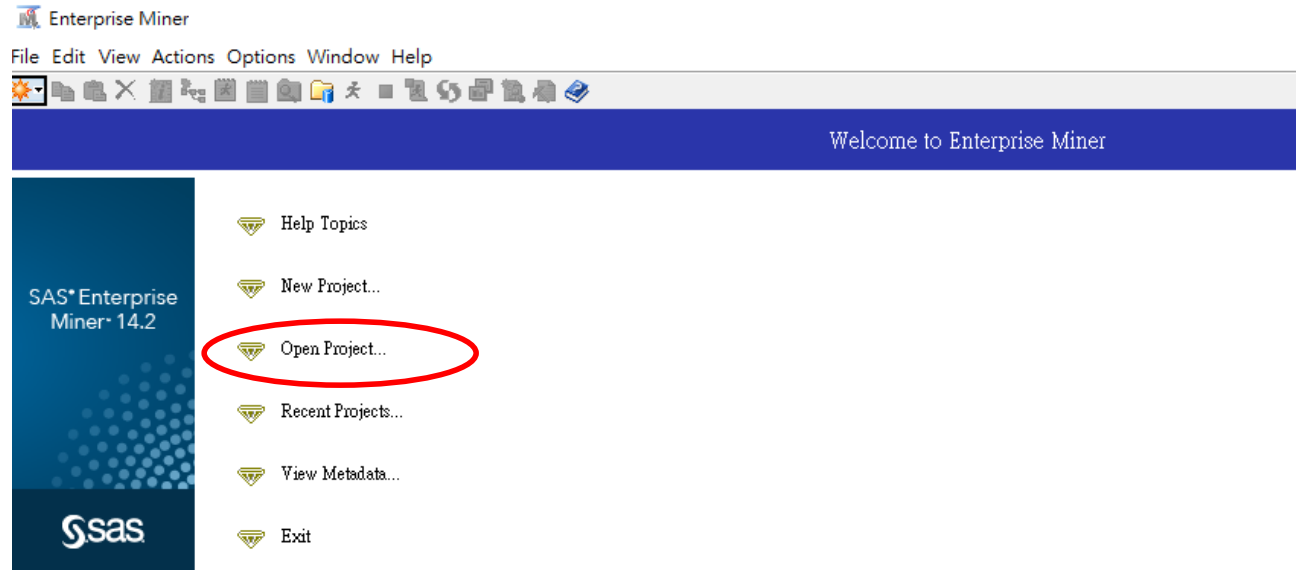 Enterprise Miner
File Edit View Actions Options Window Help
Welcome to Enterprise Miner
Help Topics
New Project...
SAS® Enterprise
Miner™ 14.2
Open Project...
Recent Projects...
View Metadata...
sas
Exit